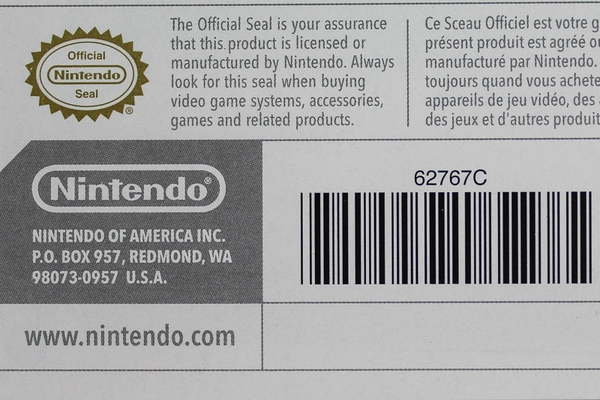 Official
Nintendo
Seal
®
The Official Seal is your assurance
that this product is licensed or
manufactured by Nintendo. Always
look for this seal when buying
video game systems, accessories,
games and related products.
Ce Sceau Officiel est votre
présent produit est agréé
manufacturé par Nintendo.
toujours quand vous
appareils de jeu vidéo, des
des jeux et d'autres
Nintendo®
NINTENDO OF AMERICA INC.
P.O. BOX 957, REDMOND, WA
98073-0957 U.S.A.
www.nintendo.com
62767C